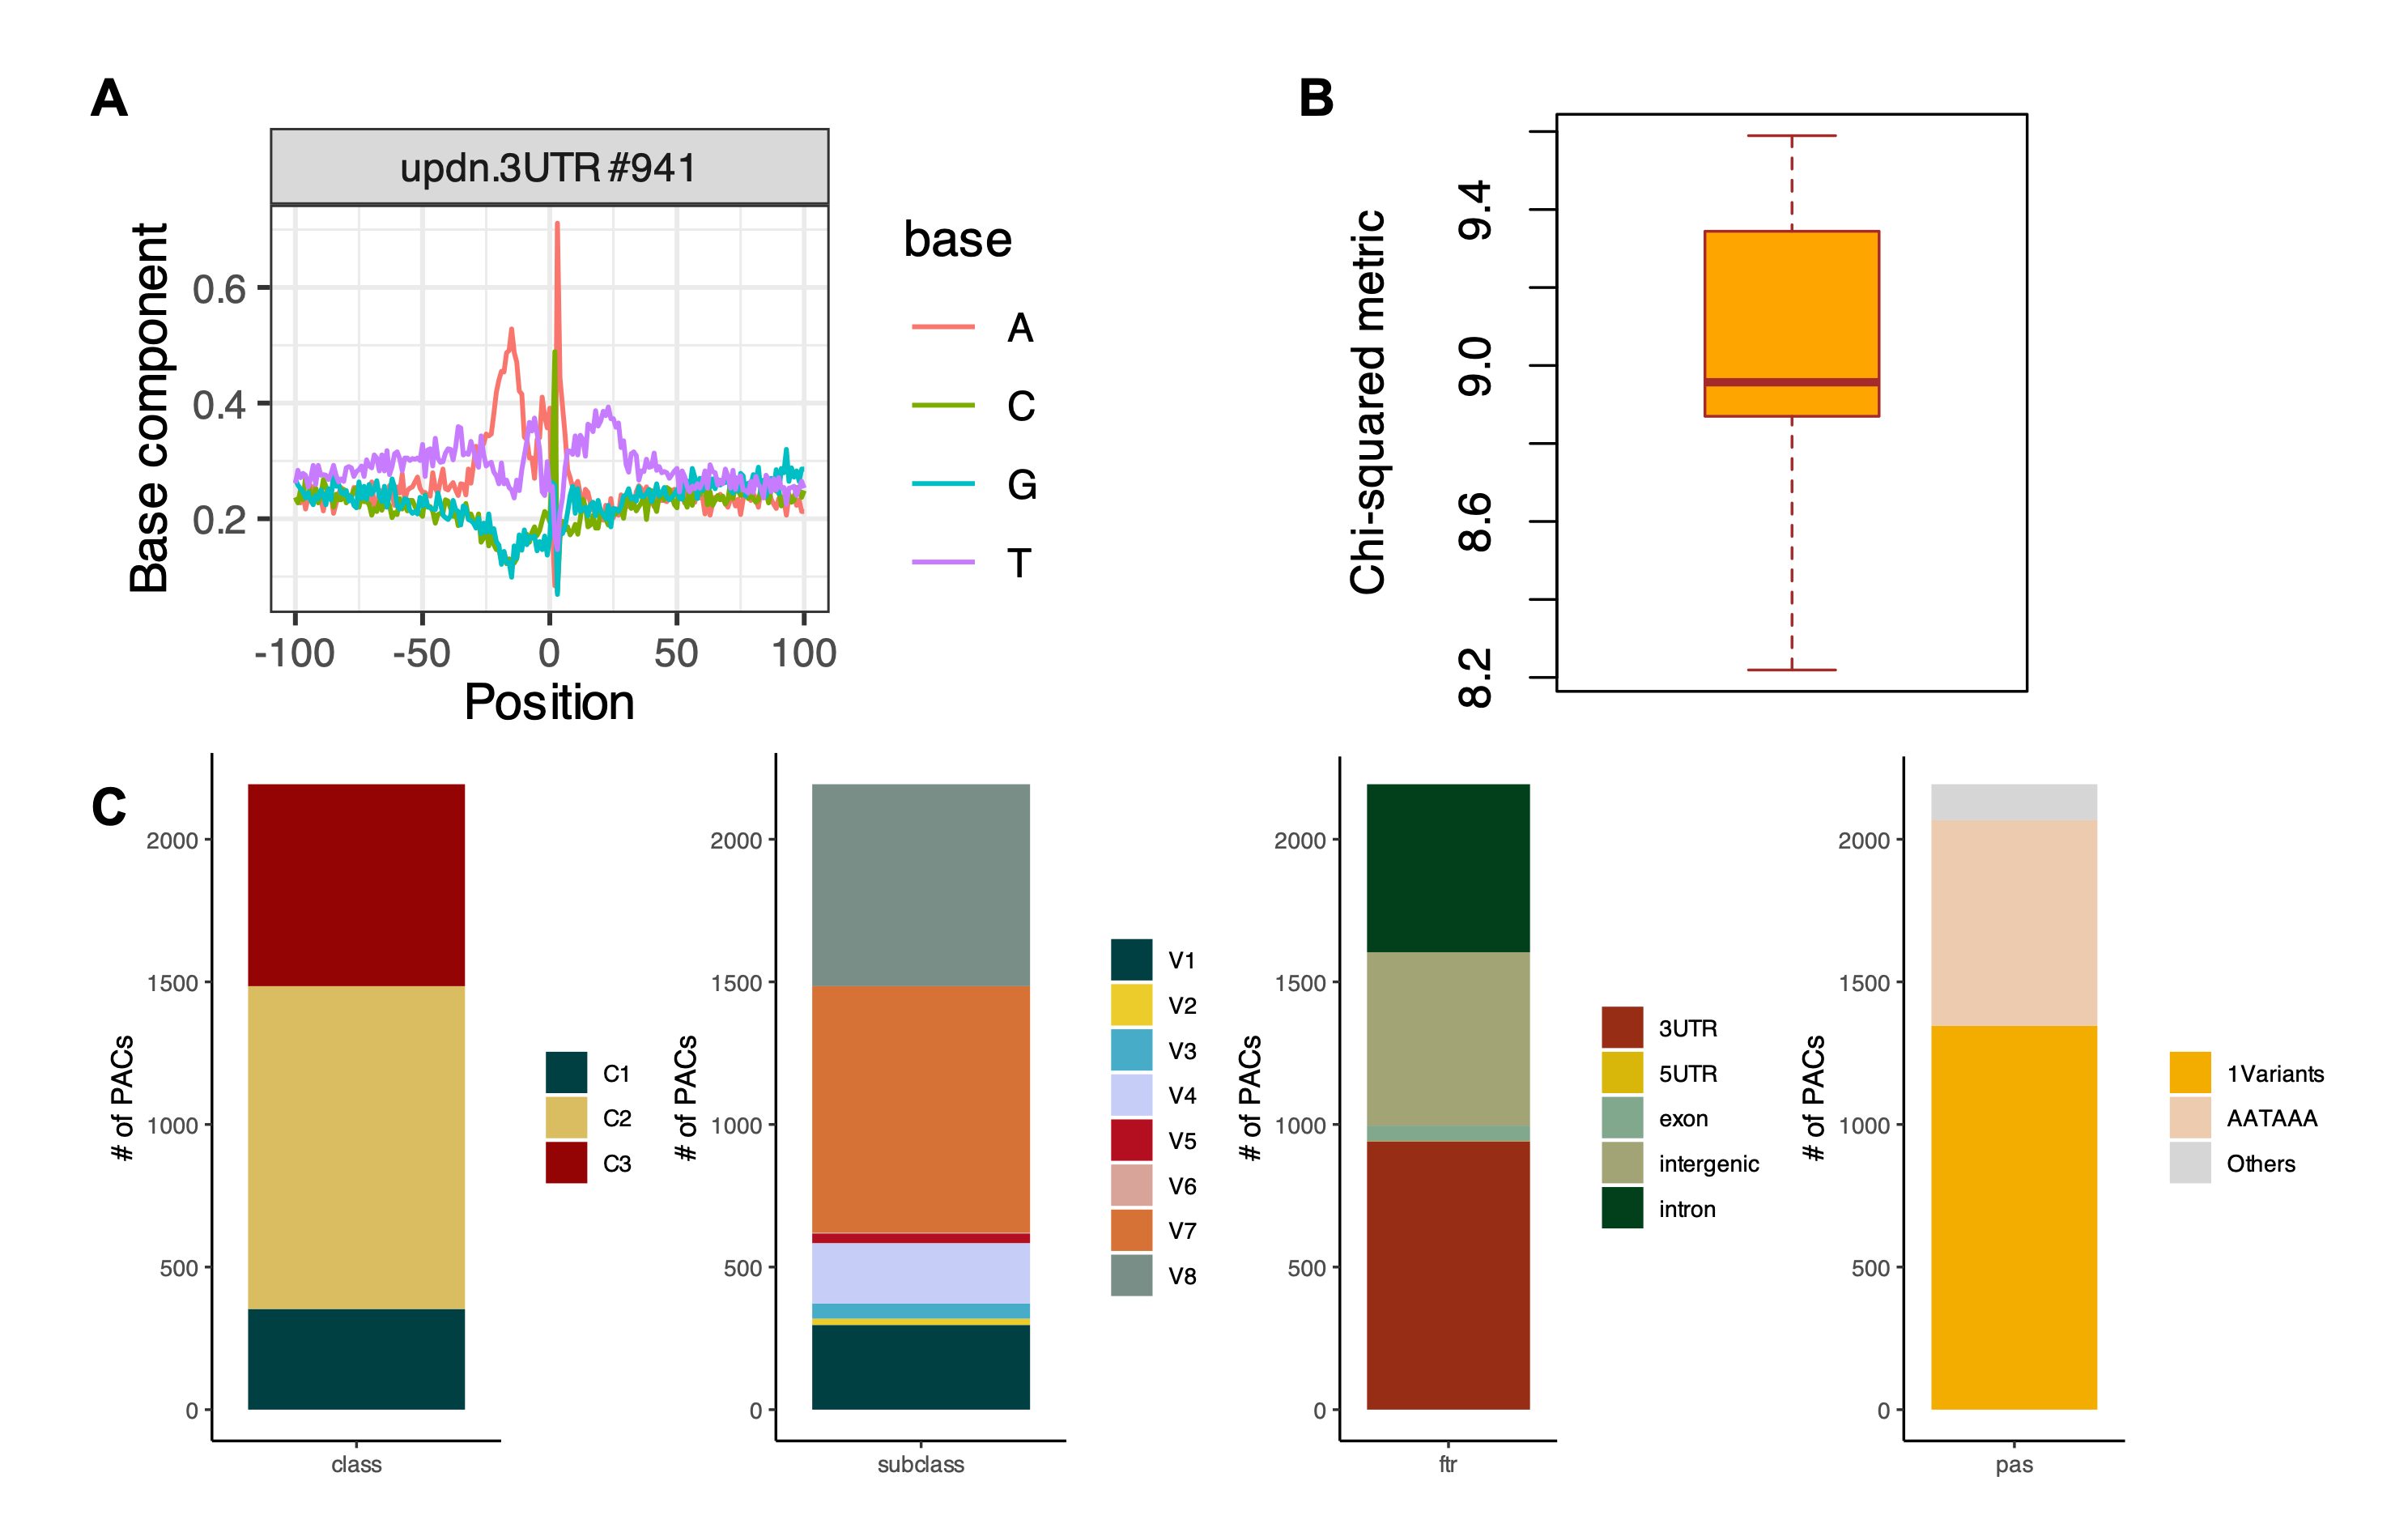 A
updn.3UTR #941
Base component
0.6
0.4
0.2
-100 -50 0 50 100
Position
base
A
C
G
T
B
Chi-squared metric
9.4
9.0
8.6
8.2
C
# of PACs
2000
1500
1000
500
0
class
C1
C2
C3
# of PACs
2000
1500
1000
500
0
subclass
V1
V2
V3
V4
V5
V6
V7
V8
# of PACs
2000
1500
1000
500
0
ftr
3UTR
5UTR
exon
intergenic
intron
# of PACs
2000
1500
1000
500
0
pas
1Variants
AATAAA
Others